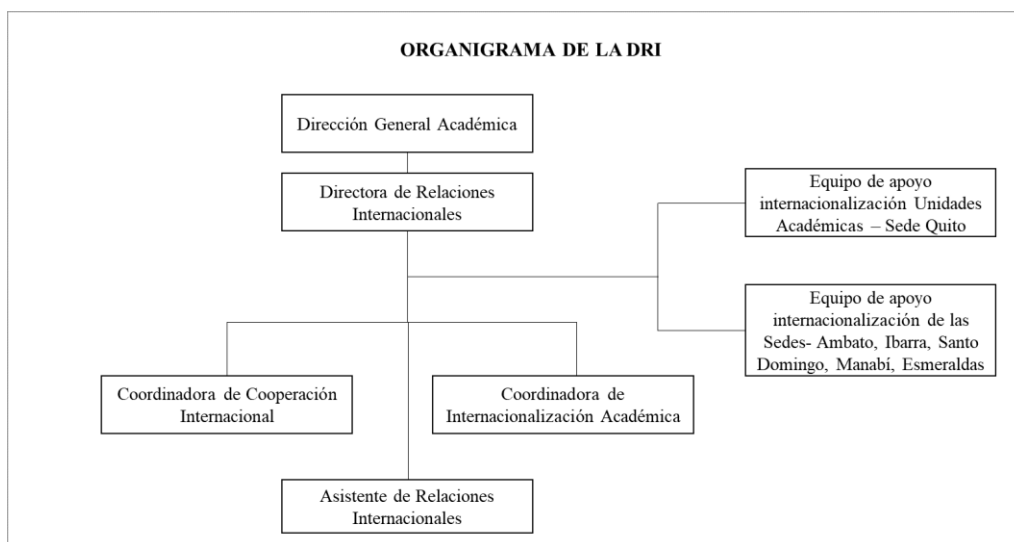 ORGANIGRAMA DE LA DRI
Dirección General Académica
Directora de Relaciones
Internacionales
Equipo de apoyo
internacionalización Unidades
Académicas – Sede Quito
Equipo de apoyo
internacionalización de las
Sedes- Ambato, Ibarra, Santo
Domingo, Manabí, Esmeraldas
Coordinadora de Cooperación
Internacional
Coordinadora de
Internacionalización Académica
Asistente de Relaciones
Internacionales